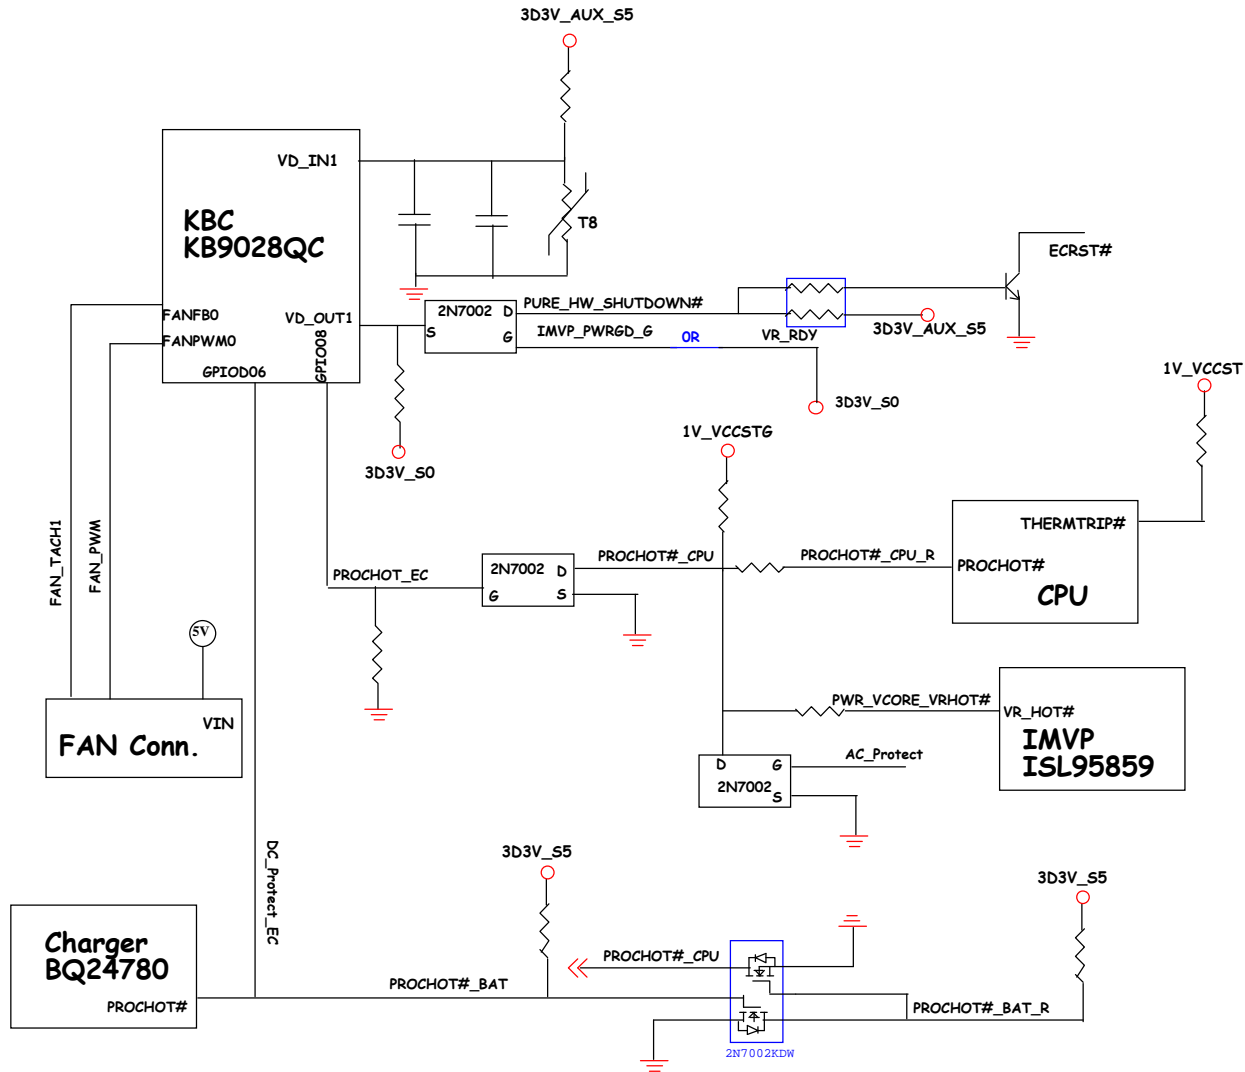 3D3V_AUX_S5
VD_IN1
KBC
KB9028QC
T8
ECRST#
FANFB0
FANPWM0
VD_OUT1
GPIOD06
GPIO08
2N7002
D
S
G
PURE_HW_SHUTDOWN#
IMVP_PWRGD_G
0R
VR_RDY
3D3V_AUX_S5
3D3V_S0
3D3V_S0
1V_VCCST
1V_VCCSTG
FAN_TACH1
FAN_PWM
PROCHOT_EC
2N7002
D
G
S
PROCHOT#_CPU
PROCHOT#_CPU_R
THERMTRIP#
PROCHOT#
CPU
5V
VIN
FAN Conn.
PWR_VCORE_VRHOT#
VR_HOT#
IMVP
ISL95859
D
G
2N7002
S
AC_Protect
DC_Protect_EC
3D3V_S5
3D3V_S5
Charger
BQ24780
PROCHOT#
PROCHOT#_BAT
PROCHOT#_CPU
PROCHOT#_BAT_R
2N7002KDW